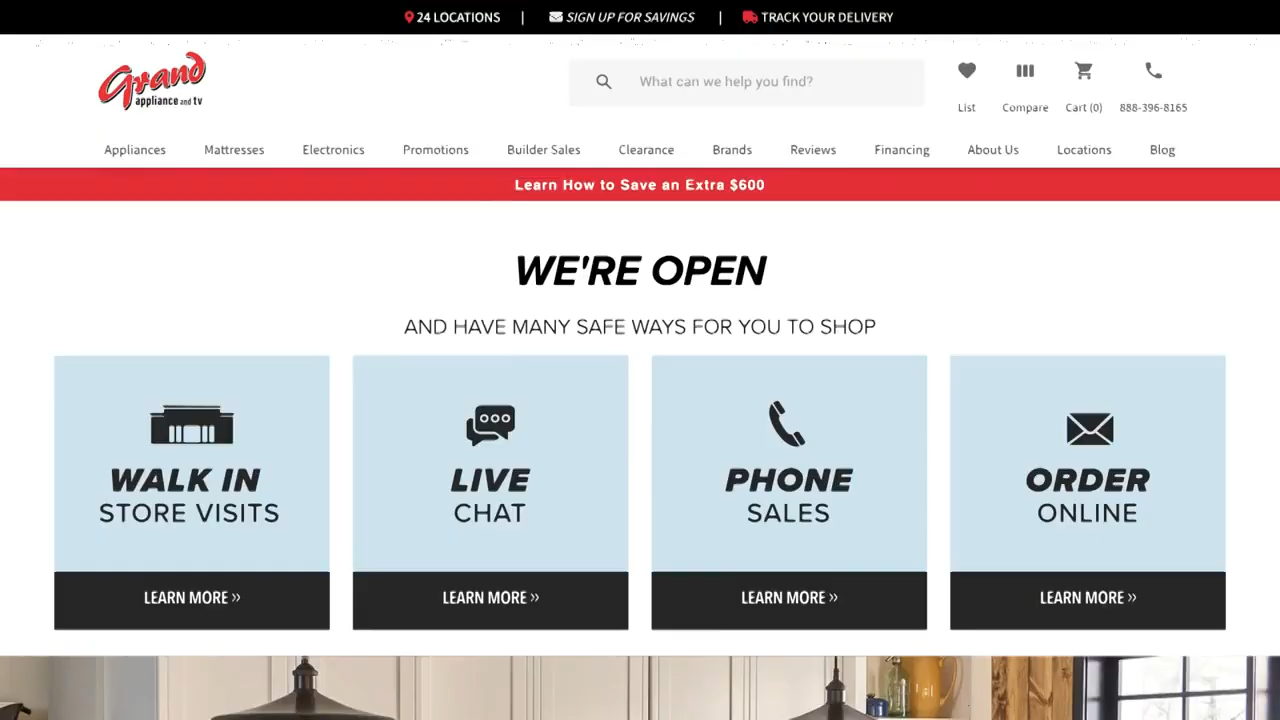 24 LOCATIONS | SIGN UP FOR SAVINGS | TRACK YOUR DELIVERY
Grand
appliance and tv
What can we help you find?
List Compare Cart (0) 888-396-8165
Appliances Mattresses Electronics Promotions Builder Sales Clearance Brands Reviews Financing About Us Locations Blog
Learn How to Save an Extra $600
WE'RE OPEN
AND HAVE MANY SAFE WAYS FOR YOU TO SHOP
WALK IN
STORE VISITS
LEARN MORE »
LIVE
CHAT
LEARN MORE »
PHONE
SALES
LEARN MORE »
ORDER
ONLINE
LEARN MORE »